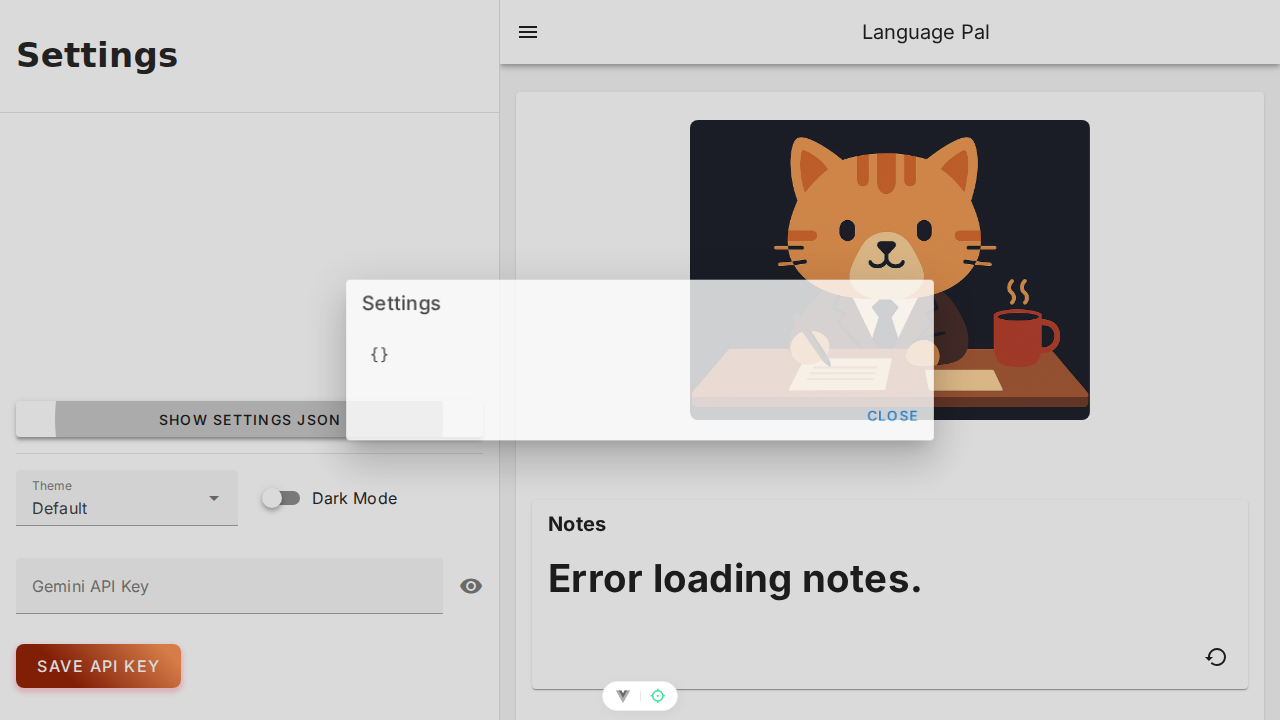 Settings
Language Pal
Settings
{}
CLOSE
SHOW SETTINGS JSON
Theme
Default
Dark Mode
Gemini API Key
SAVE API KEY
Notes
Error loading notes.